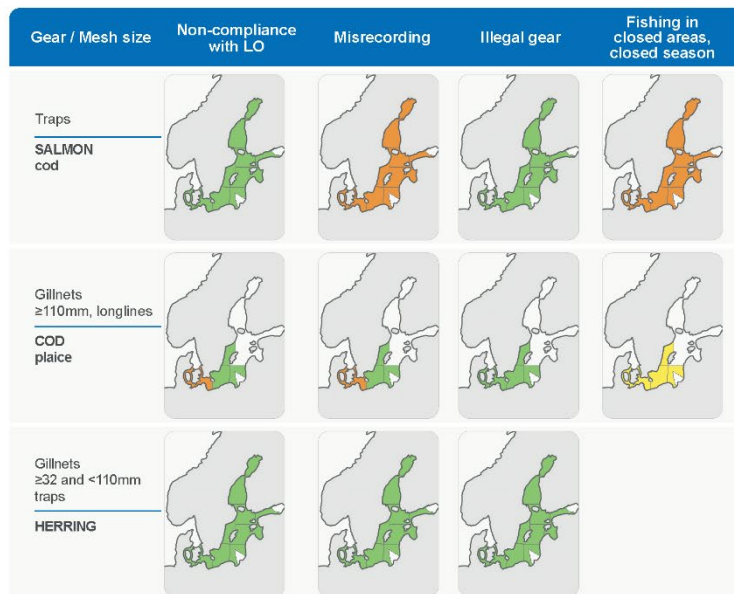 Gear / Mesh size
Non-compliance
with LO
Misrecording
Illegal gear
Fishing in
closed areas,
closed season
Traps
SALMON
cod
Gillnets
≥110mm, longlines
COD
plaice
Gillnets
≥32 and <110mm
traps
HERRING